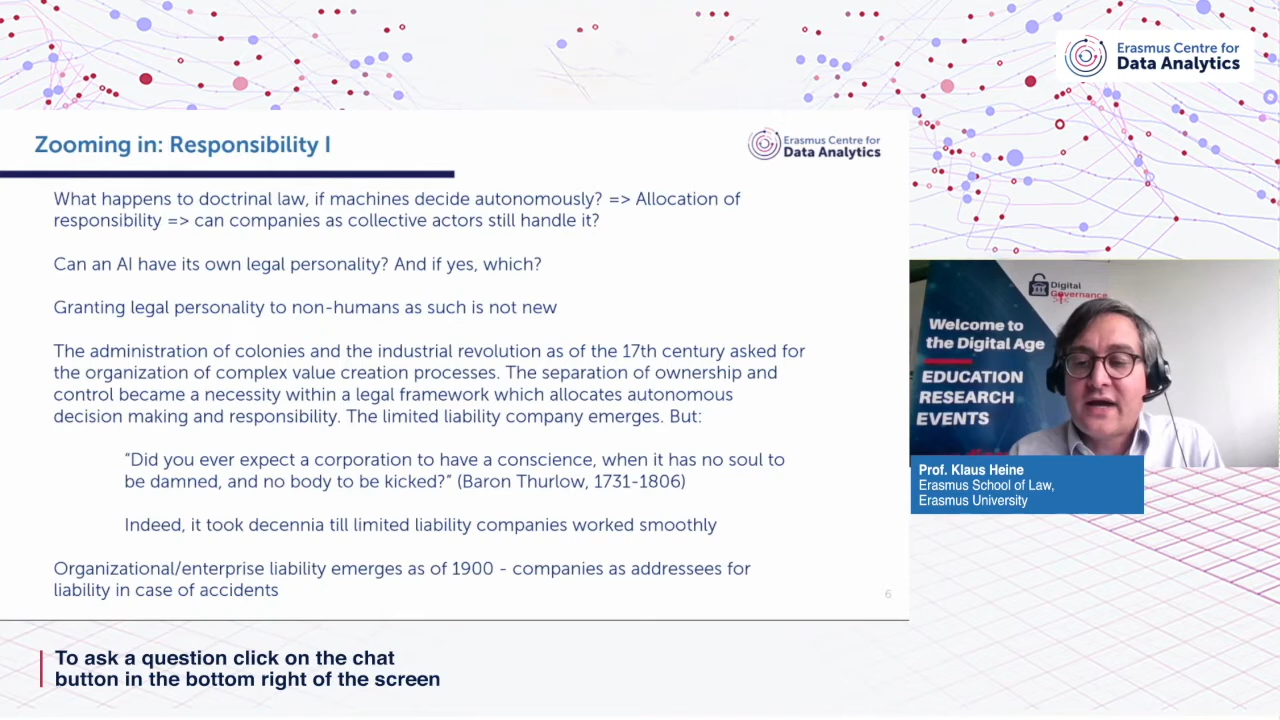 Erasmus Centre for
Data Analytics
Zooming in: Responsibility I
Erasmus Centre for
Data Analytics
What happens to doctrinal law, if machines decide autonomously? => Allocation of
responsibility => can companies as collective actors still handle it?
Can an AI have its own legal personality? And if yes, which?
Granting legal personality to non-humans as such is not new
The administration of colonies and the industrial revolution as of the 17th century asked for
the organization of complex value creation processes. The separation of ownership and
control became a necessity within a legal framework which allocates autonomous
decision making and responsibility. The limited liability company emerges. But:
“Did you ever expect a corporation to have a conscience, when it has no soul to
be damned, and no body to be kicked?” (Baron Thurlow, 1731-1806)
Indeed, it took decennia till limited liability companies worked smoothly
Organizational/enterprise liability emerges as of 1900 - companies as addressees for
liability in case of accidents
6
Digital
Governance
Welcome to
the Digital Age
EDUCATION
RESEARCH
EVENTS
Prof. Klaus Heine
Erasmus School of Law,
Erasmus University
To ask a question click on the chat
button in the bottom right of the screen